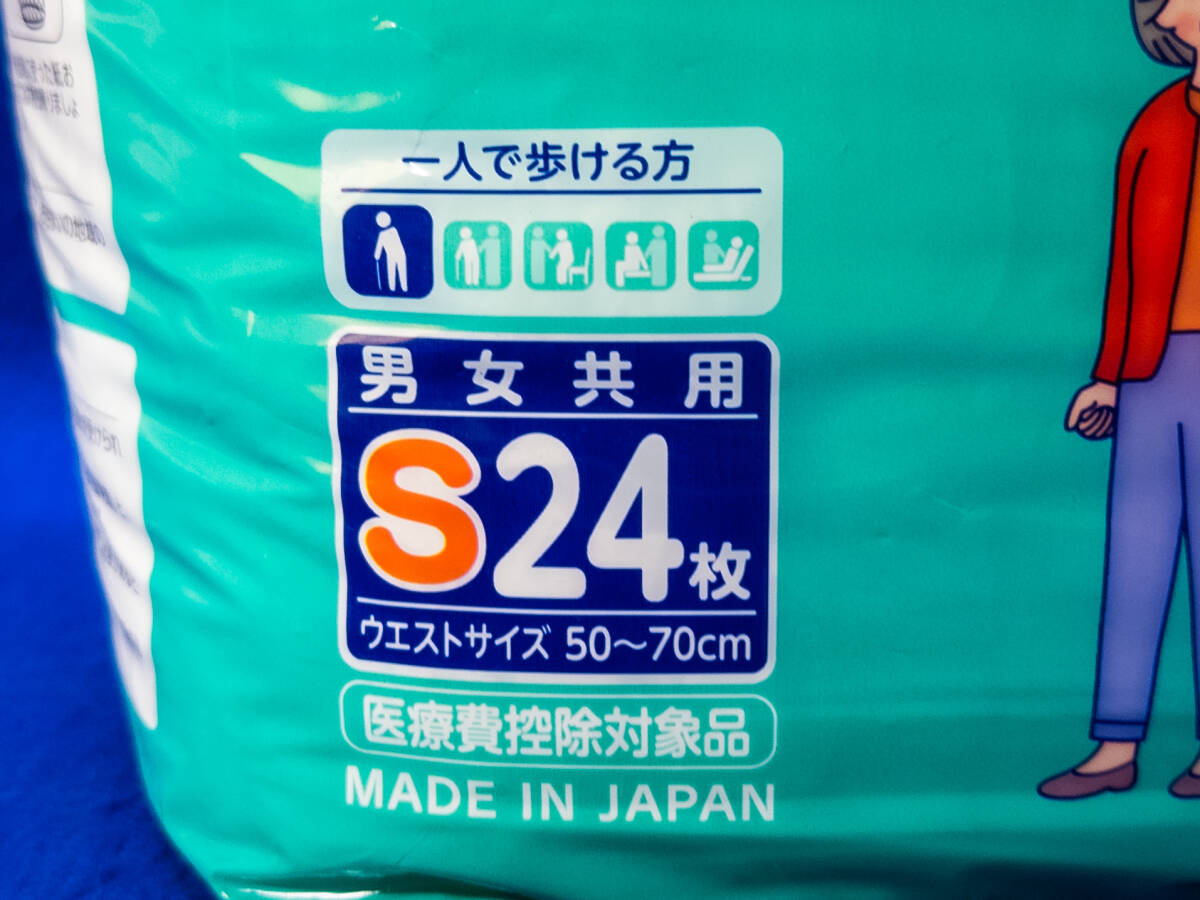 一人で歩ける方
男女共用
S24枚
ウエストサイズ 50～70cm
医療費控除対象品
MADE IN JAPAN